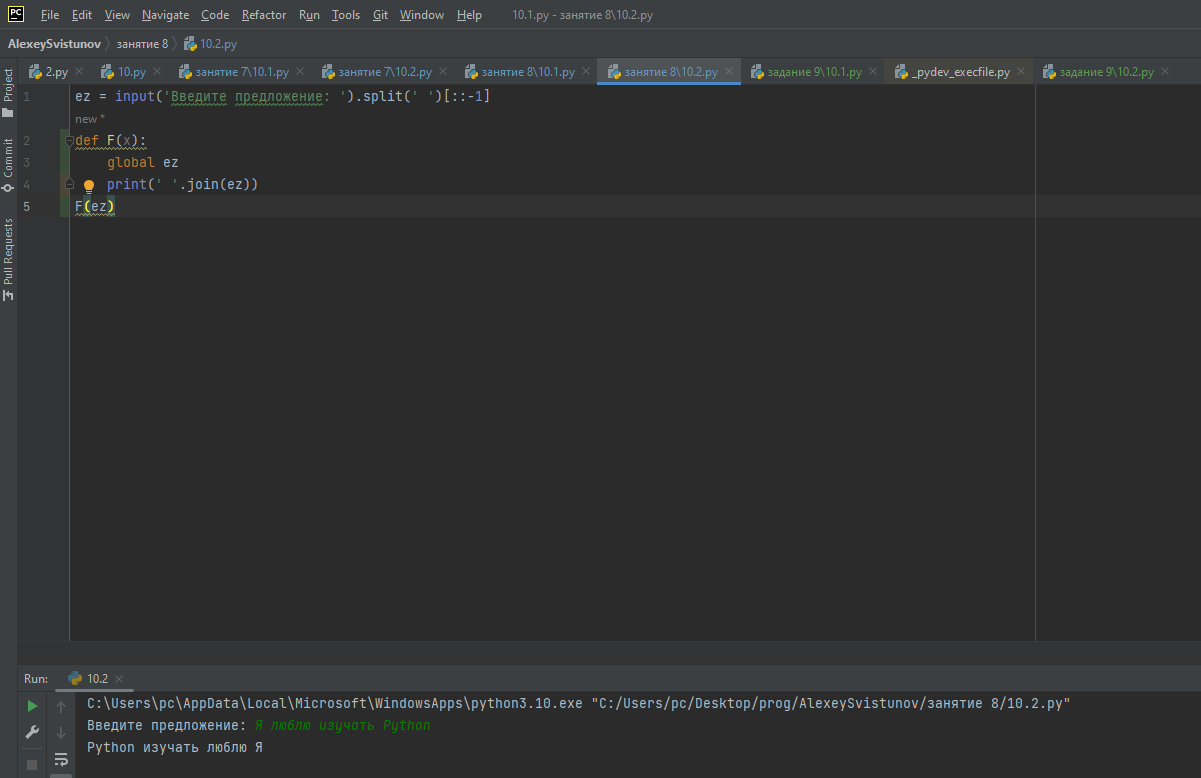 PC File Edit View Navigate Code Refactor Run Tools Git Window Help 10.1.py - занятие 8\10.2.py
AlexeySvistunov занятие 8 10.2.py
2.py 10.py занятие 7\10.1.py занятие 7\10.2.py занятие 8\10.1.py занятие 8\10.2.py задание 9\10.1.py _pydev_execfile.py задание 9\10.2.py
Project
Commit
Pull Requests
1 ez = input('Введите предложение: ').split(' ')[::-1]
new *
2 def F(x):
3 global ez
4 print(' '.join(ez))
5 F(ez)
Run: 10.2
C:\Users\pc\AppData\Local\Microsoft\WindowsApps\python3.10.exe "C:/Users/pc/Desktop/prog/AlexeySvistunov/занятие 8/10.2.py"
Введите предложение: Я люблю изучать Python
Python изучать люблю Я